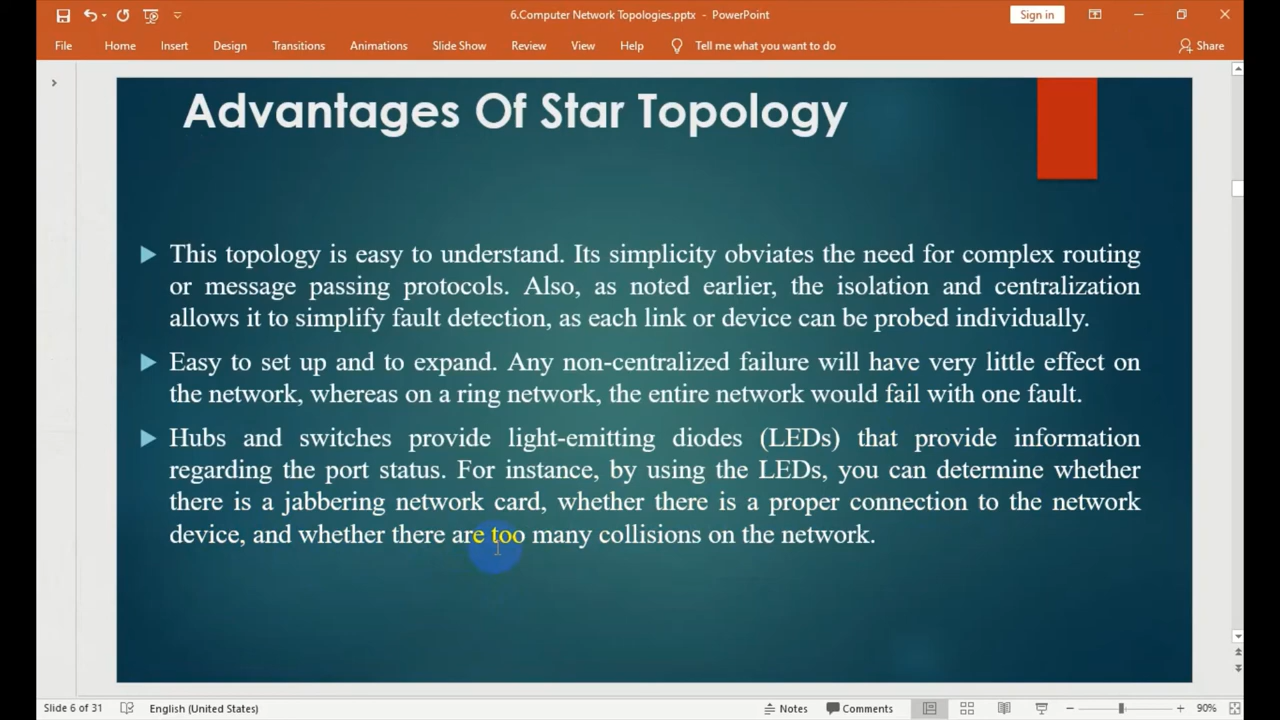 6.Computer Network Topologies.pptx - PowerPoint
Sign in
File Home Insert Design Transitions Animations Slide Show Review View Help Tell me what you want to do Share
Advantages Of Star Topology
This topology is easy to understand. Its simplicity obviates the need for complex routing
or message passing protocols. Also, as noted earlier, the isolation and centralization
allows it to simplify fault detection, as each link or device can be probed individually.
Easy to set up and to expand. Any non-centralized failure will have very little effect on
the network, whereas on a ring network, the entire network would fail with one fault.
Hubs and switches provide light-emitting diodes (LEDs) that provide information
regarding the port status. For instance, by using the LEDs, you can determine whether
there is a jabbering network card, whether there is a proper connection to the network
device, and whether there are too many collisions on the network.
Slide 6 of 31 English (United States) Notes Comments 90%